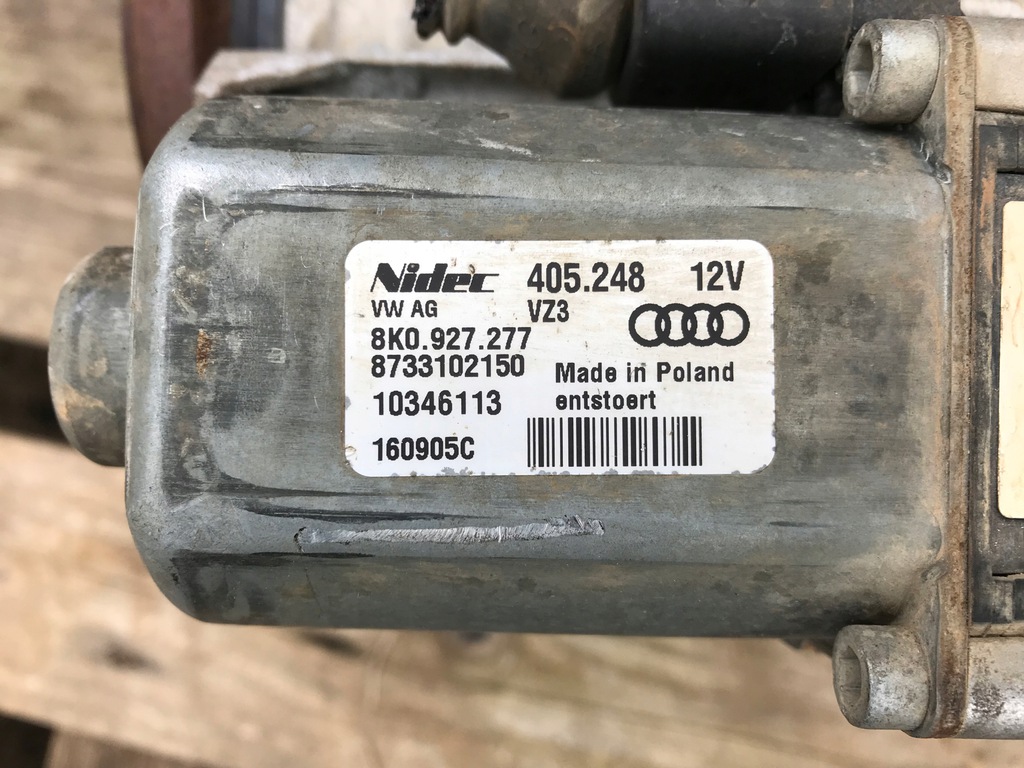 Nidec 405.248 12V
VW AG VZ3
8K0.927.277
8733102150 Made in Poland
10346113 entstoert
160905C